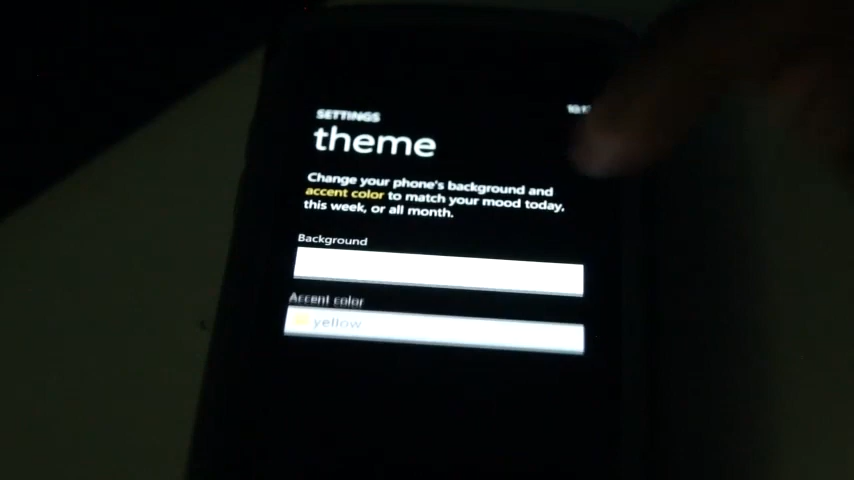 SETTINGS
theme
Change your phone's background and
accent color to match your mood today,
this week, or all month.
Background
Accent color
yellow